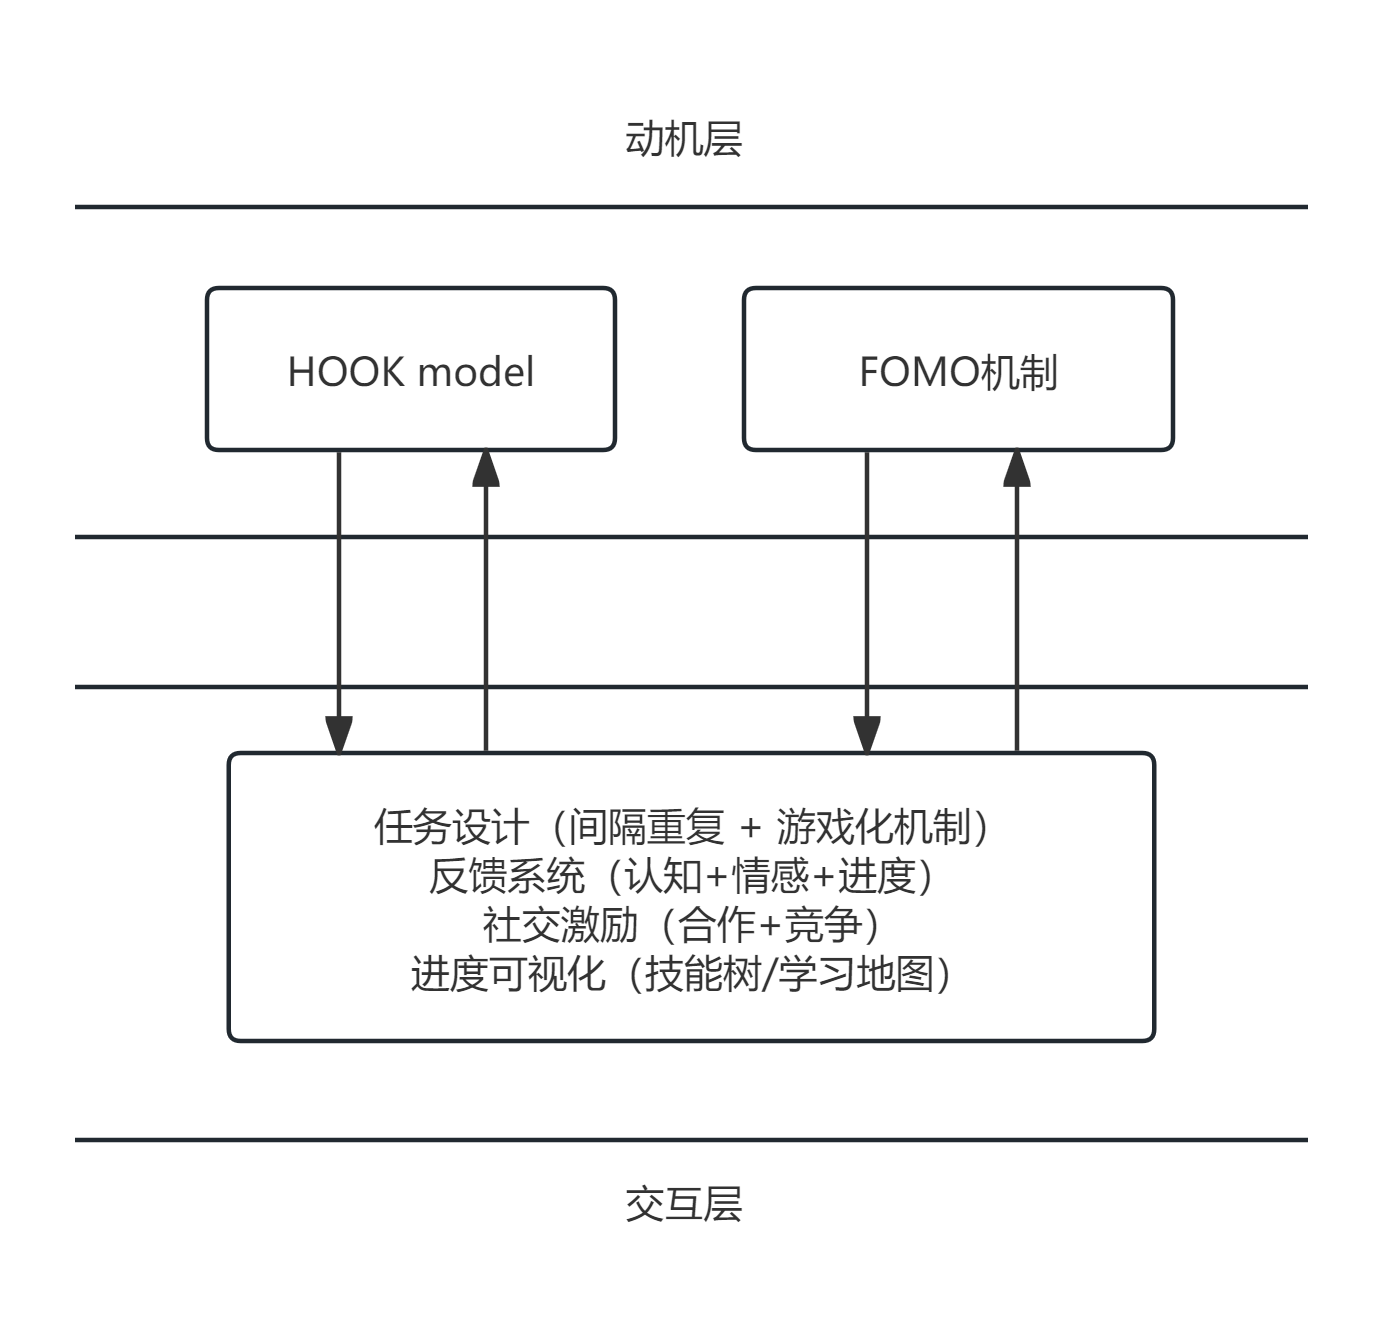 动机层
HOOK model
FOMO机制
任务设计（间隔重复 + 游戏化机制）
反馈系统（认知+情感+进度）
社交激励（合作+竞争）
进度可视化（技能树/学习地图）
交互层